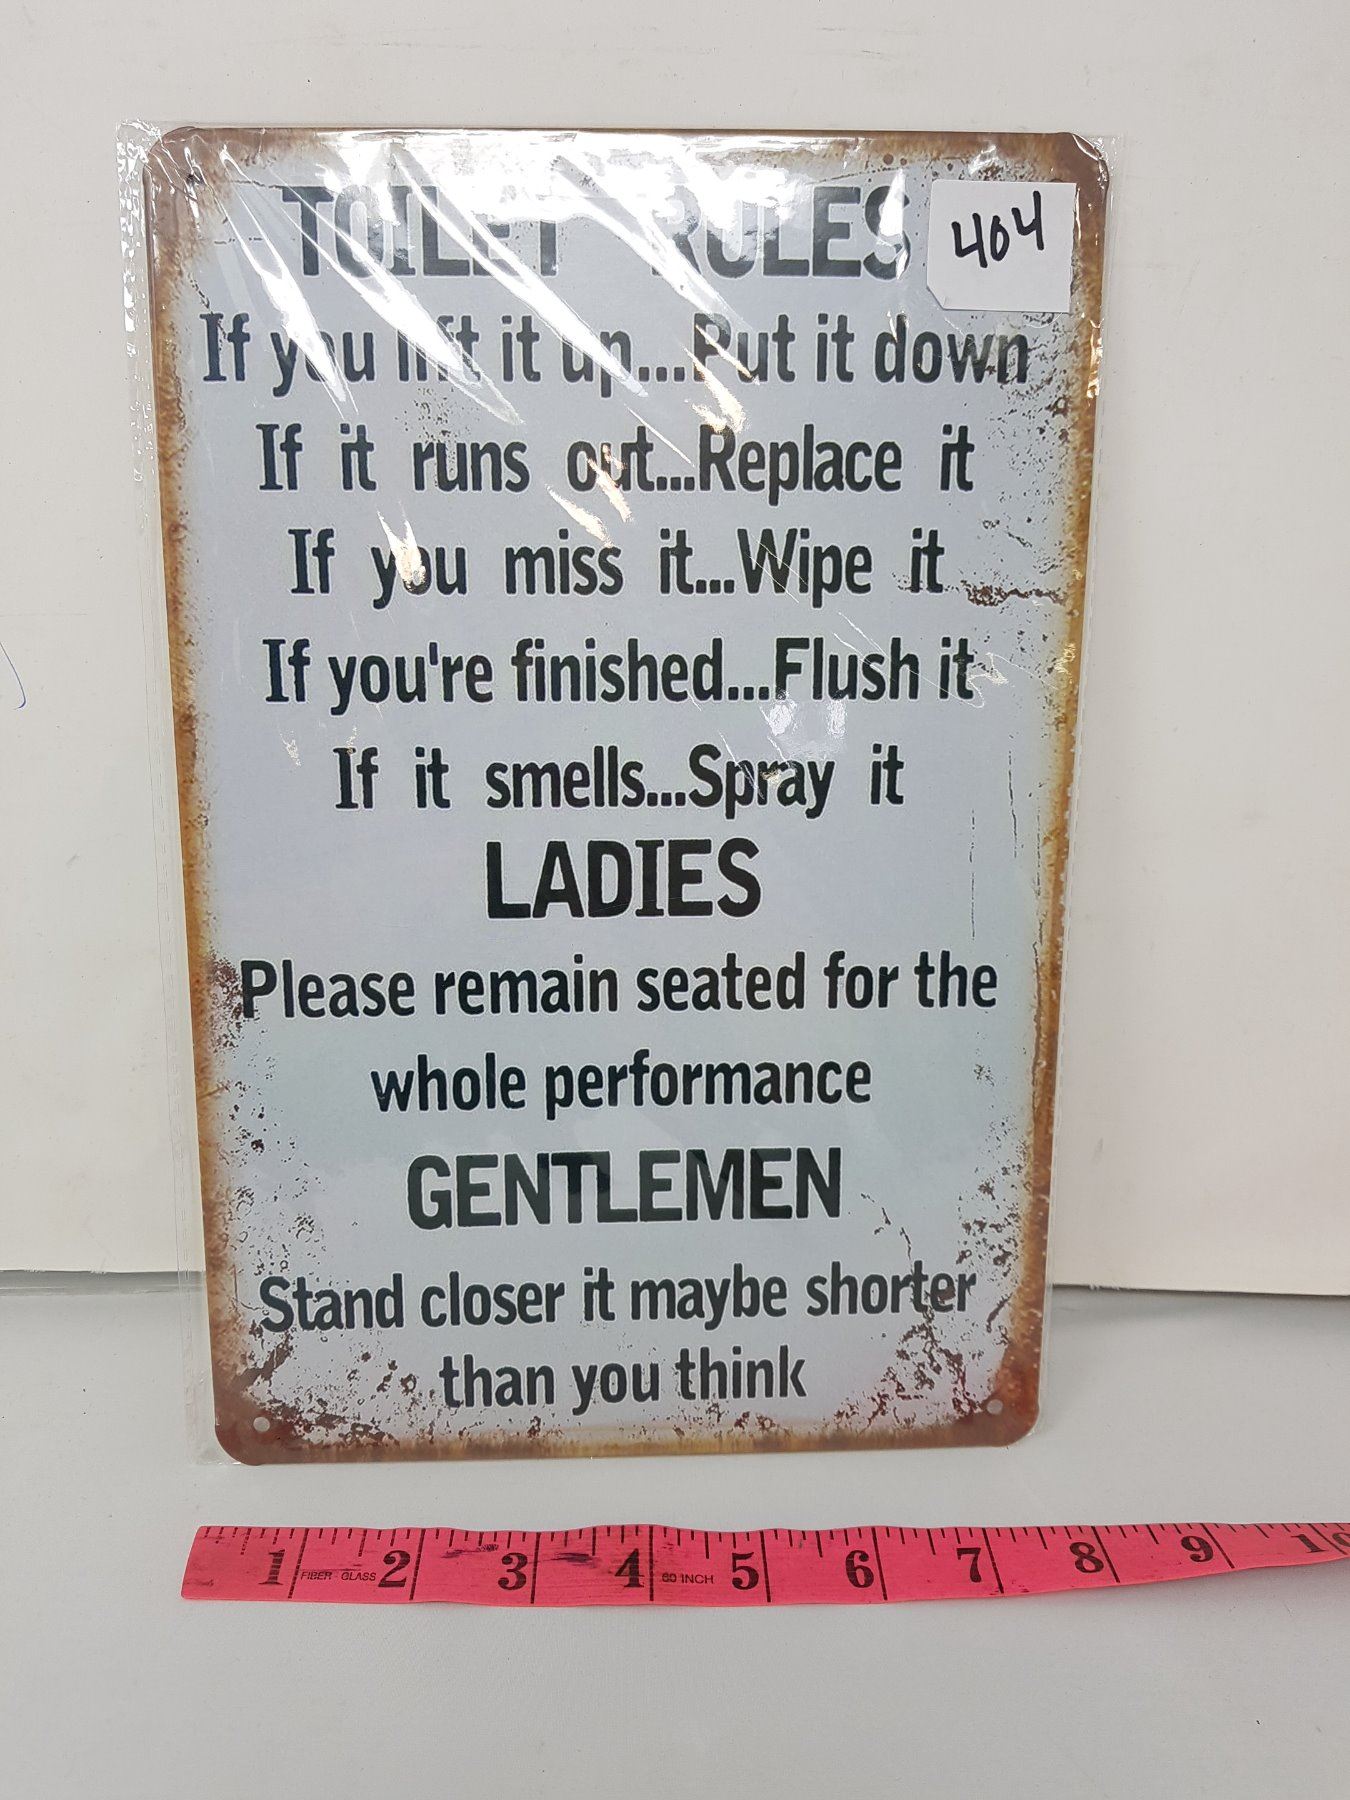 TOILET RULES
404
If you lift it up...Put it down
If it runs out...Replace it
If you miss it...Wipe it
If you're finished...Flush it
If it smells...Spray it
LADIES
Please remain seated for the
whole performance
GENTLEMEN
Stand closer it maybe shorter
than you think
1 FIBER - GLASS 2 3 4 60 INCH 5 6 7 8 9 10